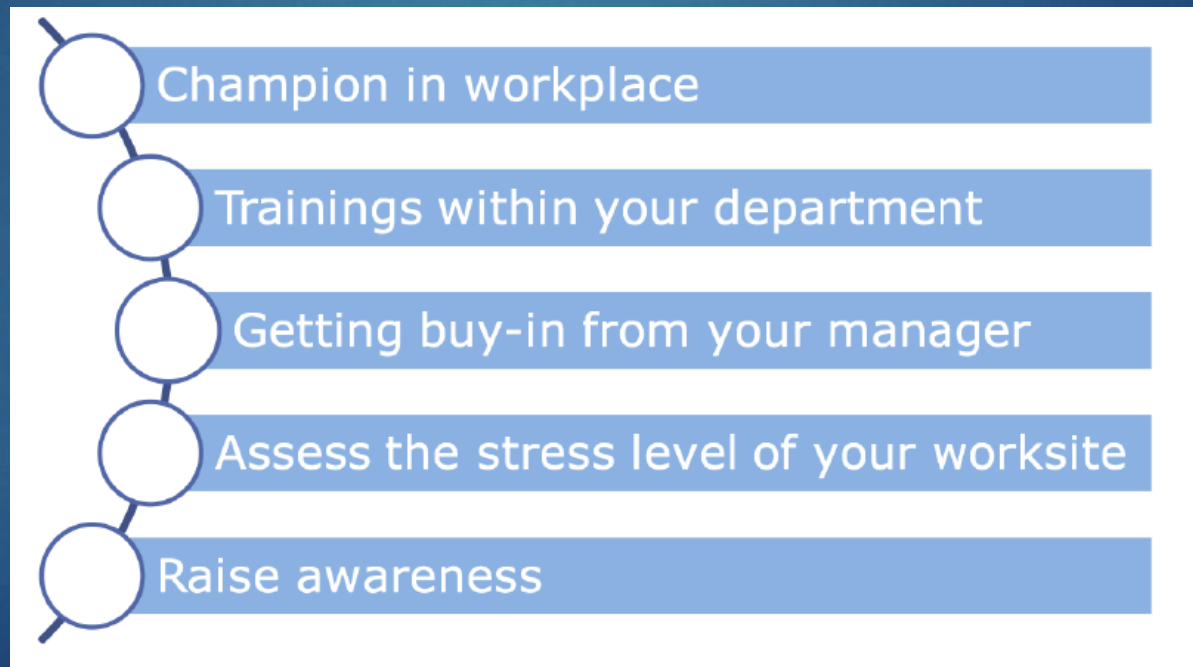 Champion in workplace
Trainings within your department
Getting buy-in from your manager
Assess the stress level of your worksite
Raise awareness